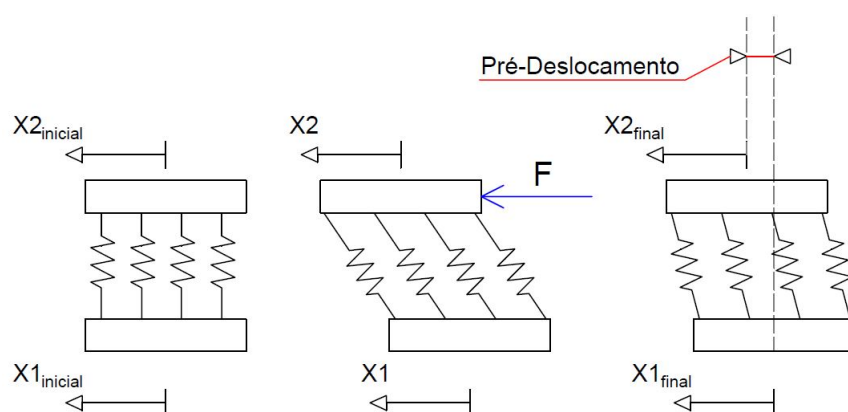 Pré-Deslocamento
X2inicial
X2
X2final
F
X1inicial
X1
X1final